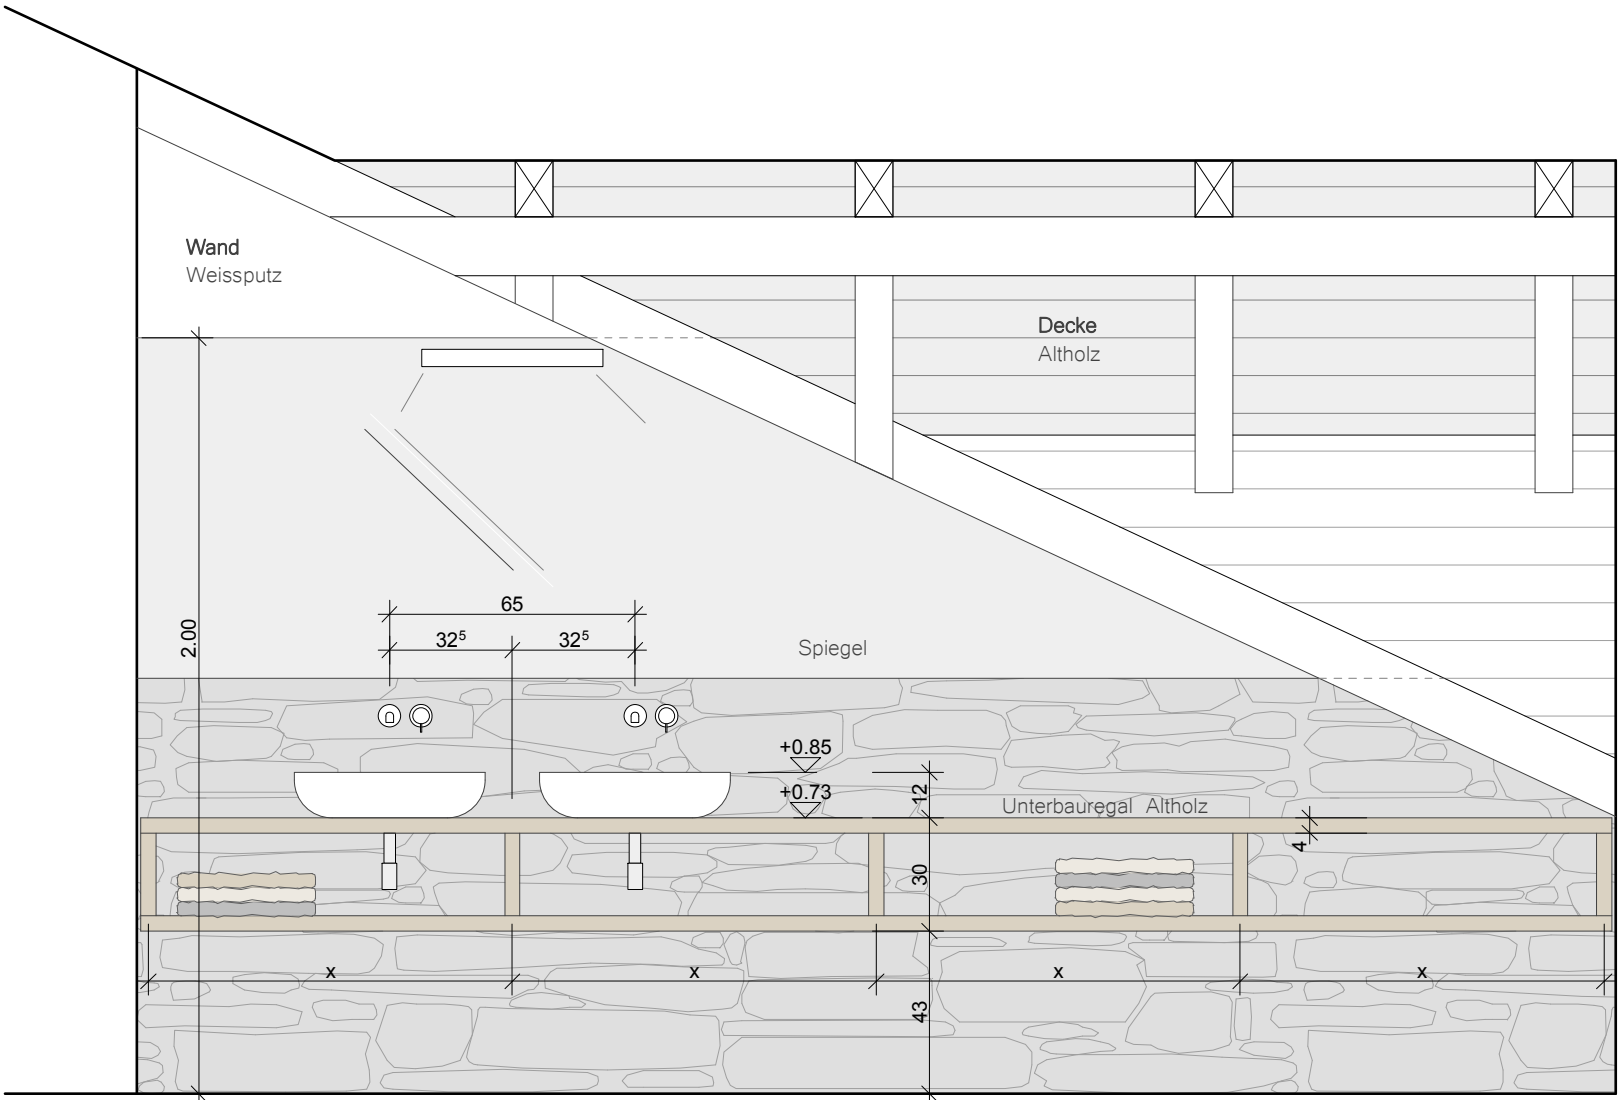 Wand
Weissputz
Decke
Altholz
2.00
65
32⁵ 32⁵
Spiegel
+0.85
+0.73
12
Unterbauregal Altholz
4
30
x x x x
43